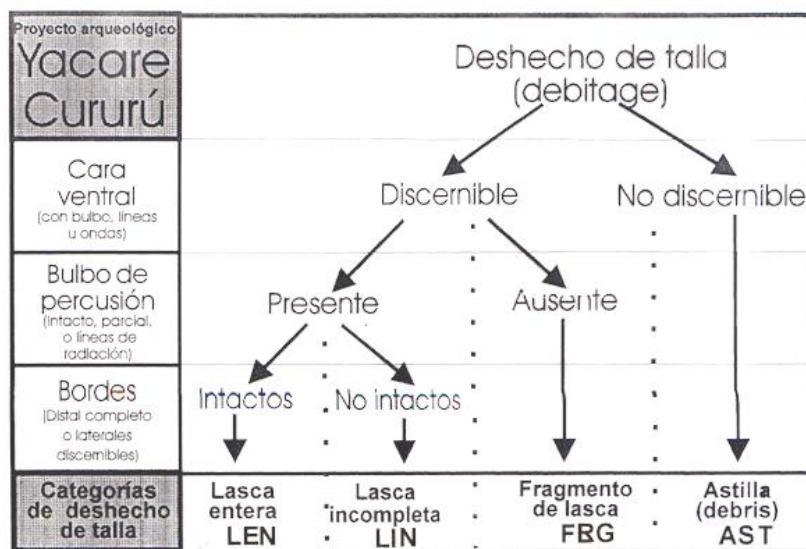 Proyecto arqueológico
Yacare
Cururú
Deshecho de talla
(debitage)
Cara
ventral
(con bulbo, líneas
u ondas)
Discernible
No discernible
Bulbo de
percusión
(Intacto, parcial,
o líneas de
radiación)
Presente
Ausente
Bordes
(Distal completo
o laterales
discernibles)
Intactos
No intactos
Categorías
de deshecho
de talla
Lasca
entera
LEN
Lasca
incompleta
LIN
Fragmento
de lasca
FRG
Astilla
(debris)
AST